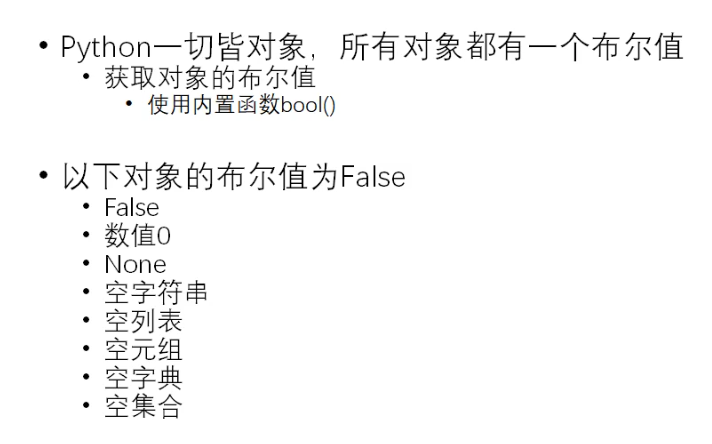 • Python一切皆对象，所有对象都有一个布尔值
• 获取对象的布尔值
• 使用内置函数bool()
• 以下对象的布尔值为False
• False
• 数值0
• None
• 空字符串
• 空列表
• 空元组
• 空字典
• 空集合